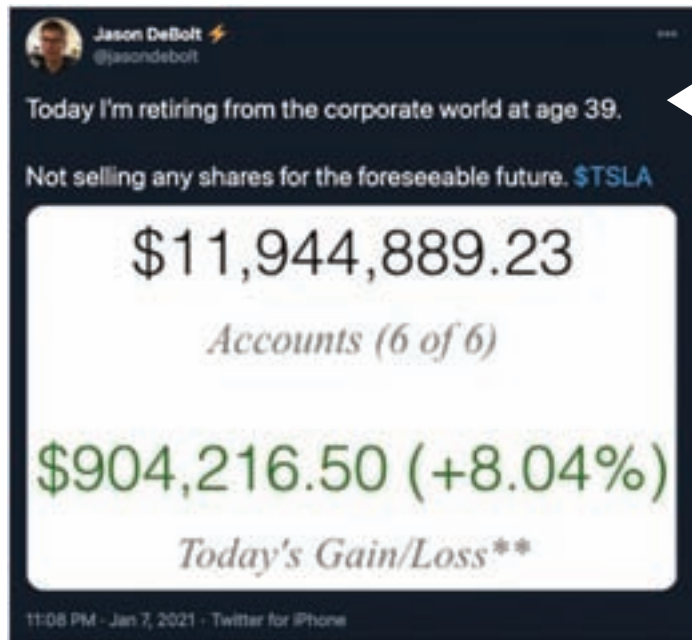 Jason DeBolt ⚡
@jasondebolt
Today I'm retiring from the corporate world at age 39.
Not selling any shares for the foreseeable future. $TSLA
$11,944,889.23
Accounts (6 of 6)
$904,216.50 (+8.04%)
Today's Gain/Loss**
11:08 PM · Jan 7, 2021 · Twitter for iPhone